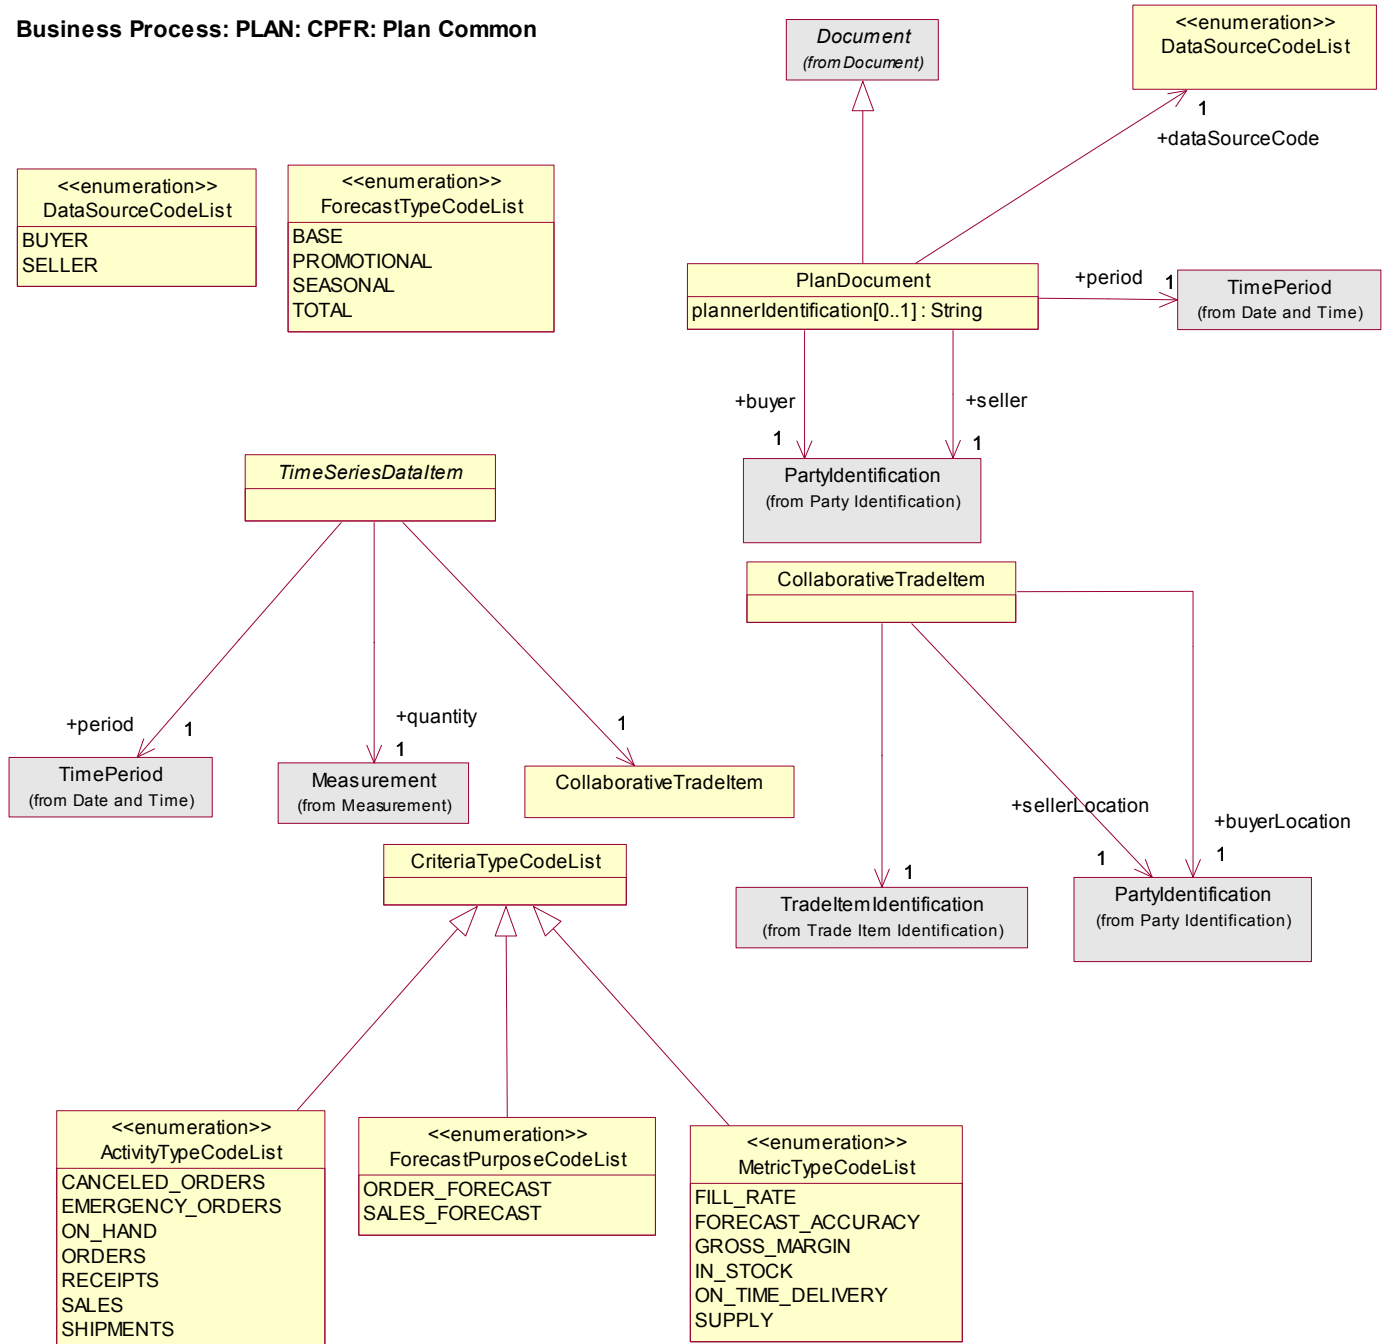 Business Process: PLAN: CPFR: Plan Common
Document
(from Document)
<<enumeration>>
DataSourceCodeList
1
+dataSourceCode
<<enumeration>>
DataSourceCodeList
BUYER
SELLER
<<enumeration>>
ForecastTypeCodeList
BASE
PROMOTIONAL
SEASONAL
TOTAL
PlanDocument
plannerIdentification[0..1] : String
+period
1
TimePeriod
(from Date and Time)
+buyer
1
+seller
1
PartyIdentification
(from Party Identification)
TimeSeriesDataItem
+period
1
+quantity
1
1
TimePeriod
(from Date and Time)
Measurement
(from Measurement)
CollaborativeTradeItem
CollaborativeTradeItem
1
+sellerLocation
1
+buyerLocation
1
TradeItemIdentification
(from Trade Item Identification)
PartyIdentification
(from Party Identification)
CriteriaTypeCodeList
<<enumeration>>
ActivityTypeCodeList
CANCELED_ORDERS
EMERGENCY_ORDERS
ON_HAND
ORDERS
RECEIPTS
SALES
SHIPMENTS
<<enumeration>>
ForecastPurposeCodeList
ORDER_FORECAST
SALES_FORECAST
<<enumeration>>
MetricTypeCodeList
FILL_RATE
FORECAST_ACCURACY
GROSS_MARGIN
IN_STOCK
ON_TIME_DELIVERY
SUPPLY